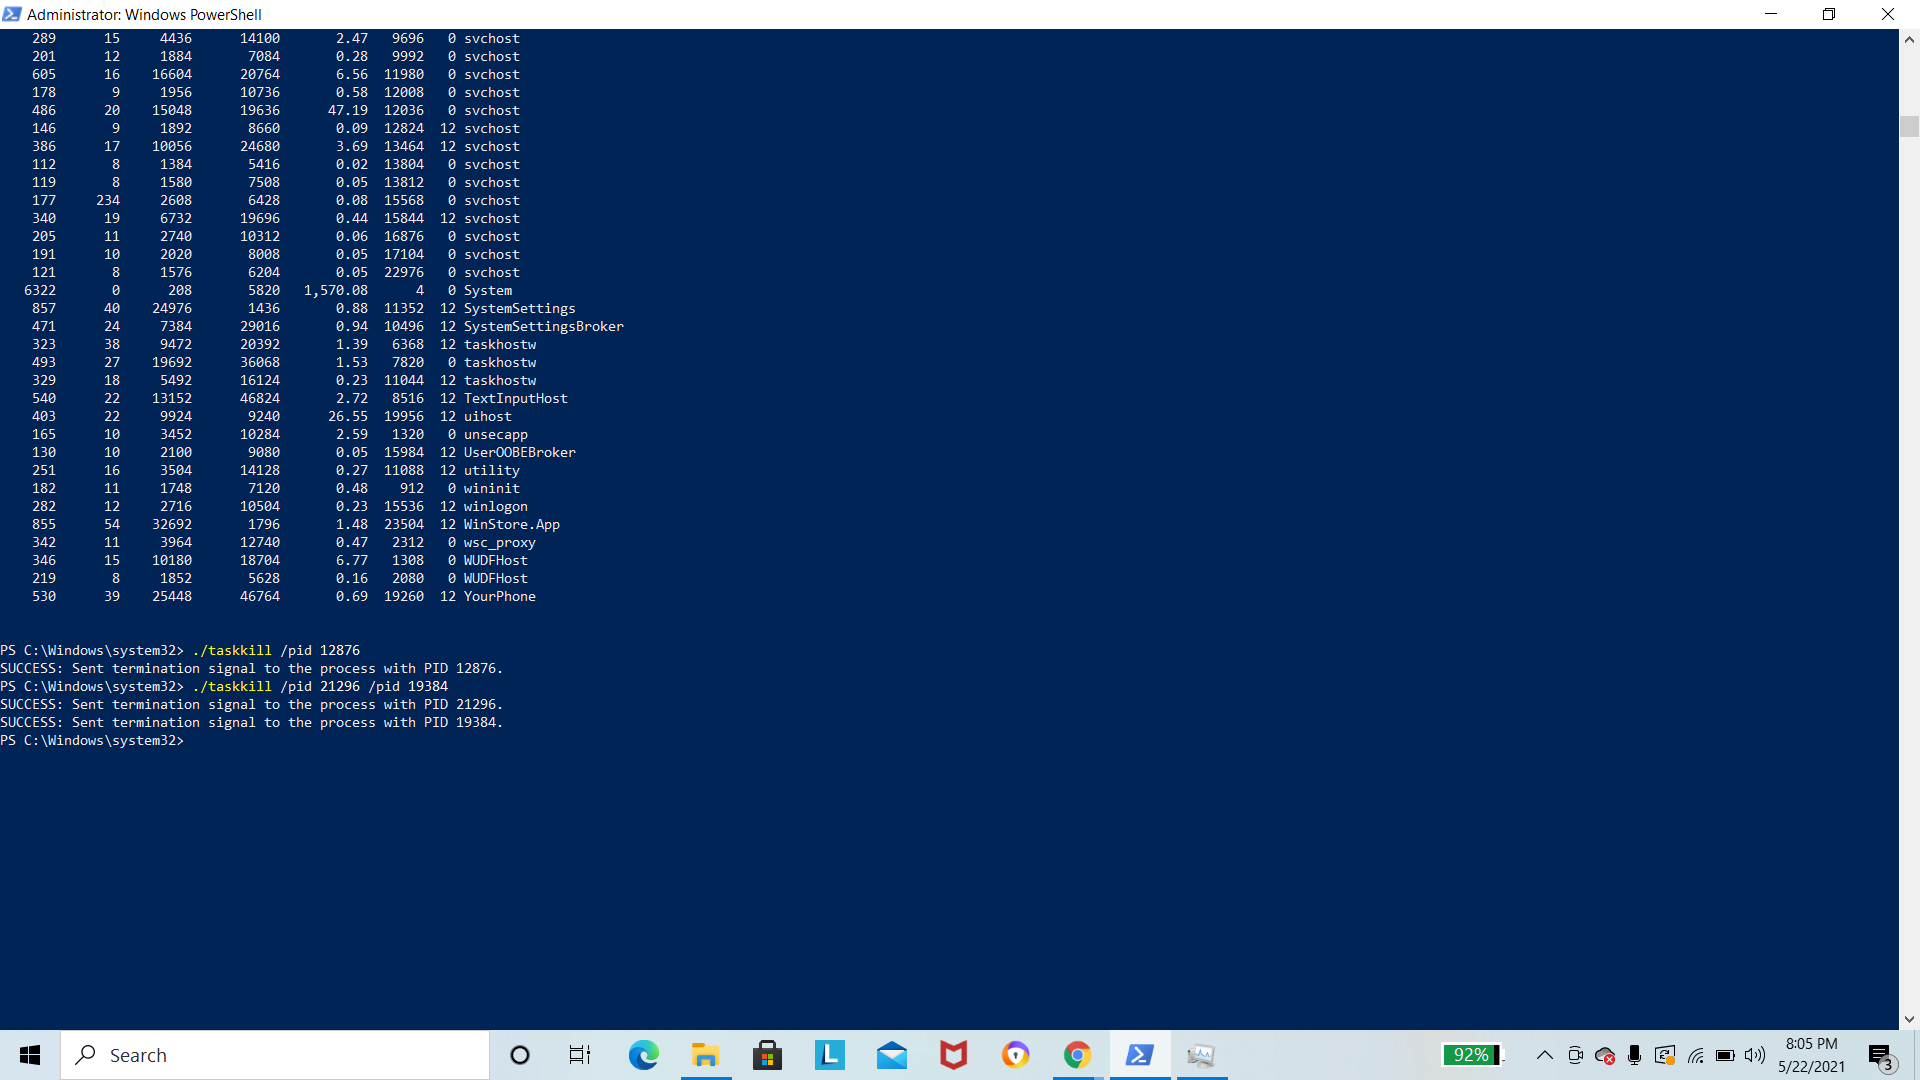 Administrator: Windows PowerShell
289 15 4436 14100 2.47 9696 0 svchost
201 12 1884 7084 0.28 9992 0 svchost
605 16 16604 20764 6.56 11980 0 svchost
178 9 1956 10736 0.58 12008 0 svchost
486 20 15048 19636 47.19 12036 0 svchost
146 9 1892 8660 0.09 12824 12 svchost
386 17 10056 24680 3.69 13464 12 svchost
112 8 1384 5416 0.02 13804 0 svchost
119 8 1580 7508 0.05 13812 0 svchost
177 234 2608 6428 0.08 15568 0 svchost
340 19 6732 19696 0.44 15844 12 svchost
205 11 2740 10312 0.06 16876 0 svchost
191 10 2020 8008 0.05 17104 0 svchost
121 8 1576 6204 0.05 22976 0 svchost
6322 0 208 5820 1,570.08 4 0 System
857 40 24976 1436 0.88 11352 12 SystemSettings
471 24 7384 29016 0.94 10496 12 SystemSettingsBroker
323 38 9472 20392 1.39 6368 12 taskhostw
493 27 19692 36068 1.53 7820 0 taskhostw
329 18 5492 16124 0.23 11044 12 taskhostw
540 22 13152 46824 2.72 8516 12 TextInputHost
403 22 9924 9240 26.55 19956 12 uihost
165 10 3452 10284 2.59 1320 0 unsecapp
130 10 2100 9080 0.05 15984 12 UserOOBEBroker
251 16 3504 14128 0.27 11088 12 utility
182 11 1748 7120 0.48 912 0 wininit
282 12 2716 10504 0.23 15536 12 winlogon
855 54 32692 1796 1.48 23504 12 WinStore.App
342 11 3964 12740 0.47 2312 0 wsc_proxy
346 15 10180 18704 6.77 1308 0 WUDFHost
219 8 1852 5628 0.16 2080 0 WUDFHost
530 39 25448 46764 0.69 19260 12 YourPhone
PS C:\Windows\system32> ./taskkill /pid 12876
SUCCESS: Sent termination signal to the process with PID 12876.
PS C:\Windows\system32> ./taskkill /pid 21296 /pid 19384
SUCCESS: Sent termination signal to the process with PID 21296.
SUCCESS: Sent termination signal to the process with PID 19384.
PS C:\Windows\system32>
Search
L
92%
8:05 PM
5/22/2021
3